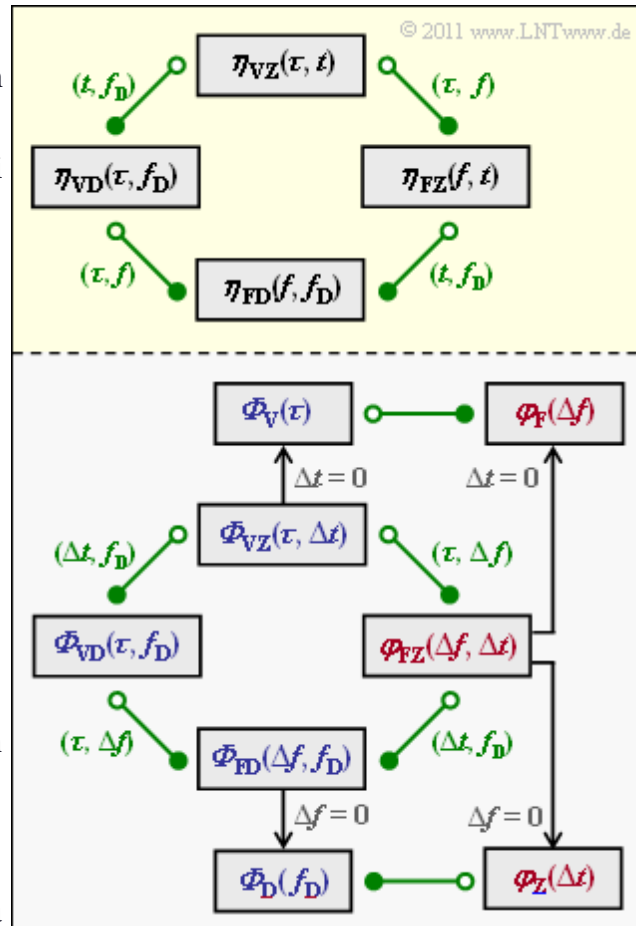 © 2011 www.LNTwww.de
η_VZ(τ, t)
(t, f_D)
(τ, f)
η_VD(τ, f_D)
η_FZ(f, t)
(τ, f)
(t, f_D)
η_FD(f, f_D)
Φ_V(τ)
φ_F(Δf)
Δt = 0
Δt = 0
Φ_VZ(τ, Δt)
(Δt, f_D)
(τ, Δf)
Φ_VD(τ, f_D)
φ_FZ(Δf, Δt)
(τ, Δf)
(Δt, f_D)
Φ_FD(Δf, f_D)
Δf = 0
Δf = 0
Φ_D(f_D)
φ_Z(Δt)